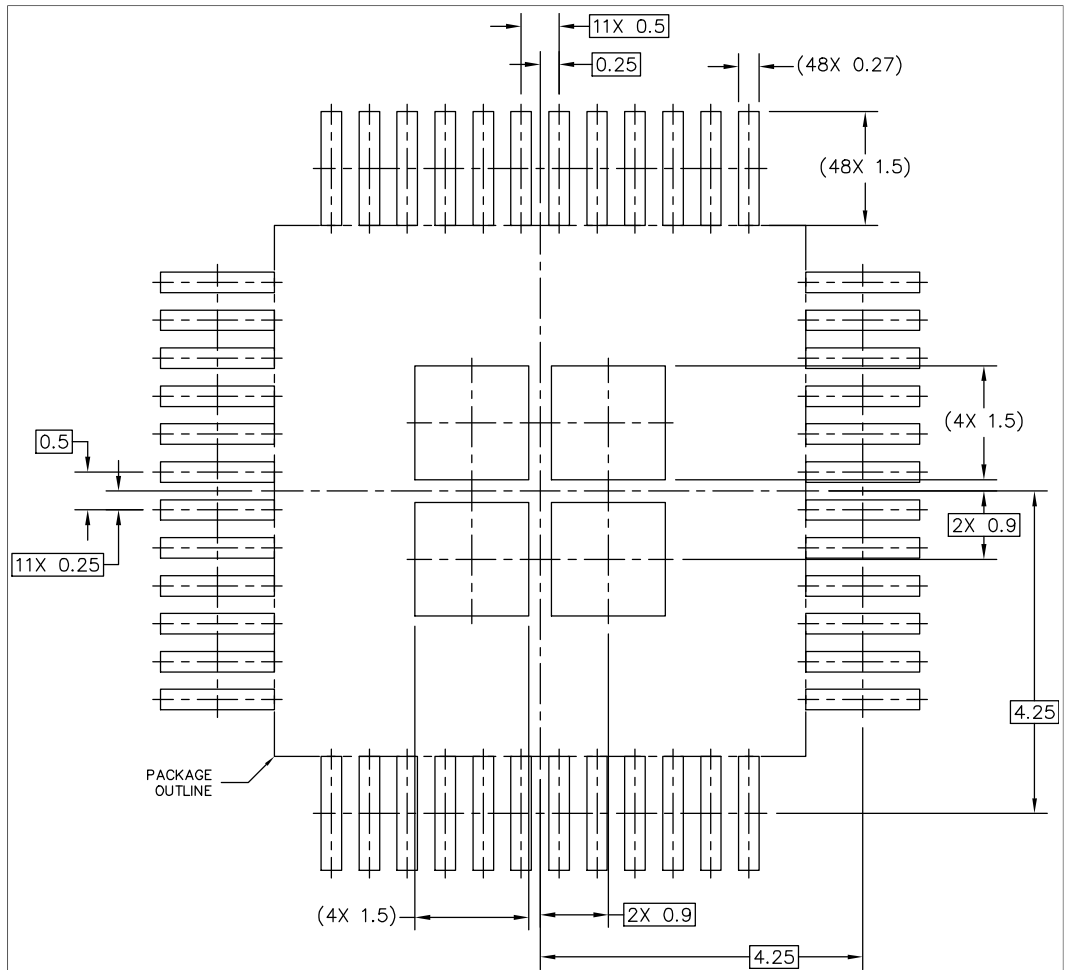 11X 0.5
0.25
(48X 0.27)
(48X 1.5)
(4X 1.5)
0.5
2X 0.9
11X 0.25
4.25
PACKAGE
OUTLINE
(4X 1.5)
2X 0.9
4.25